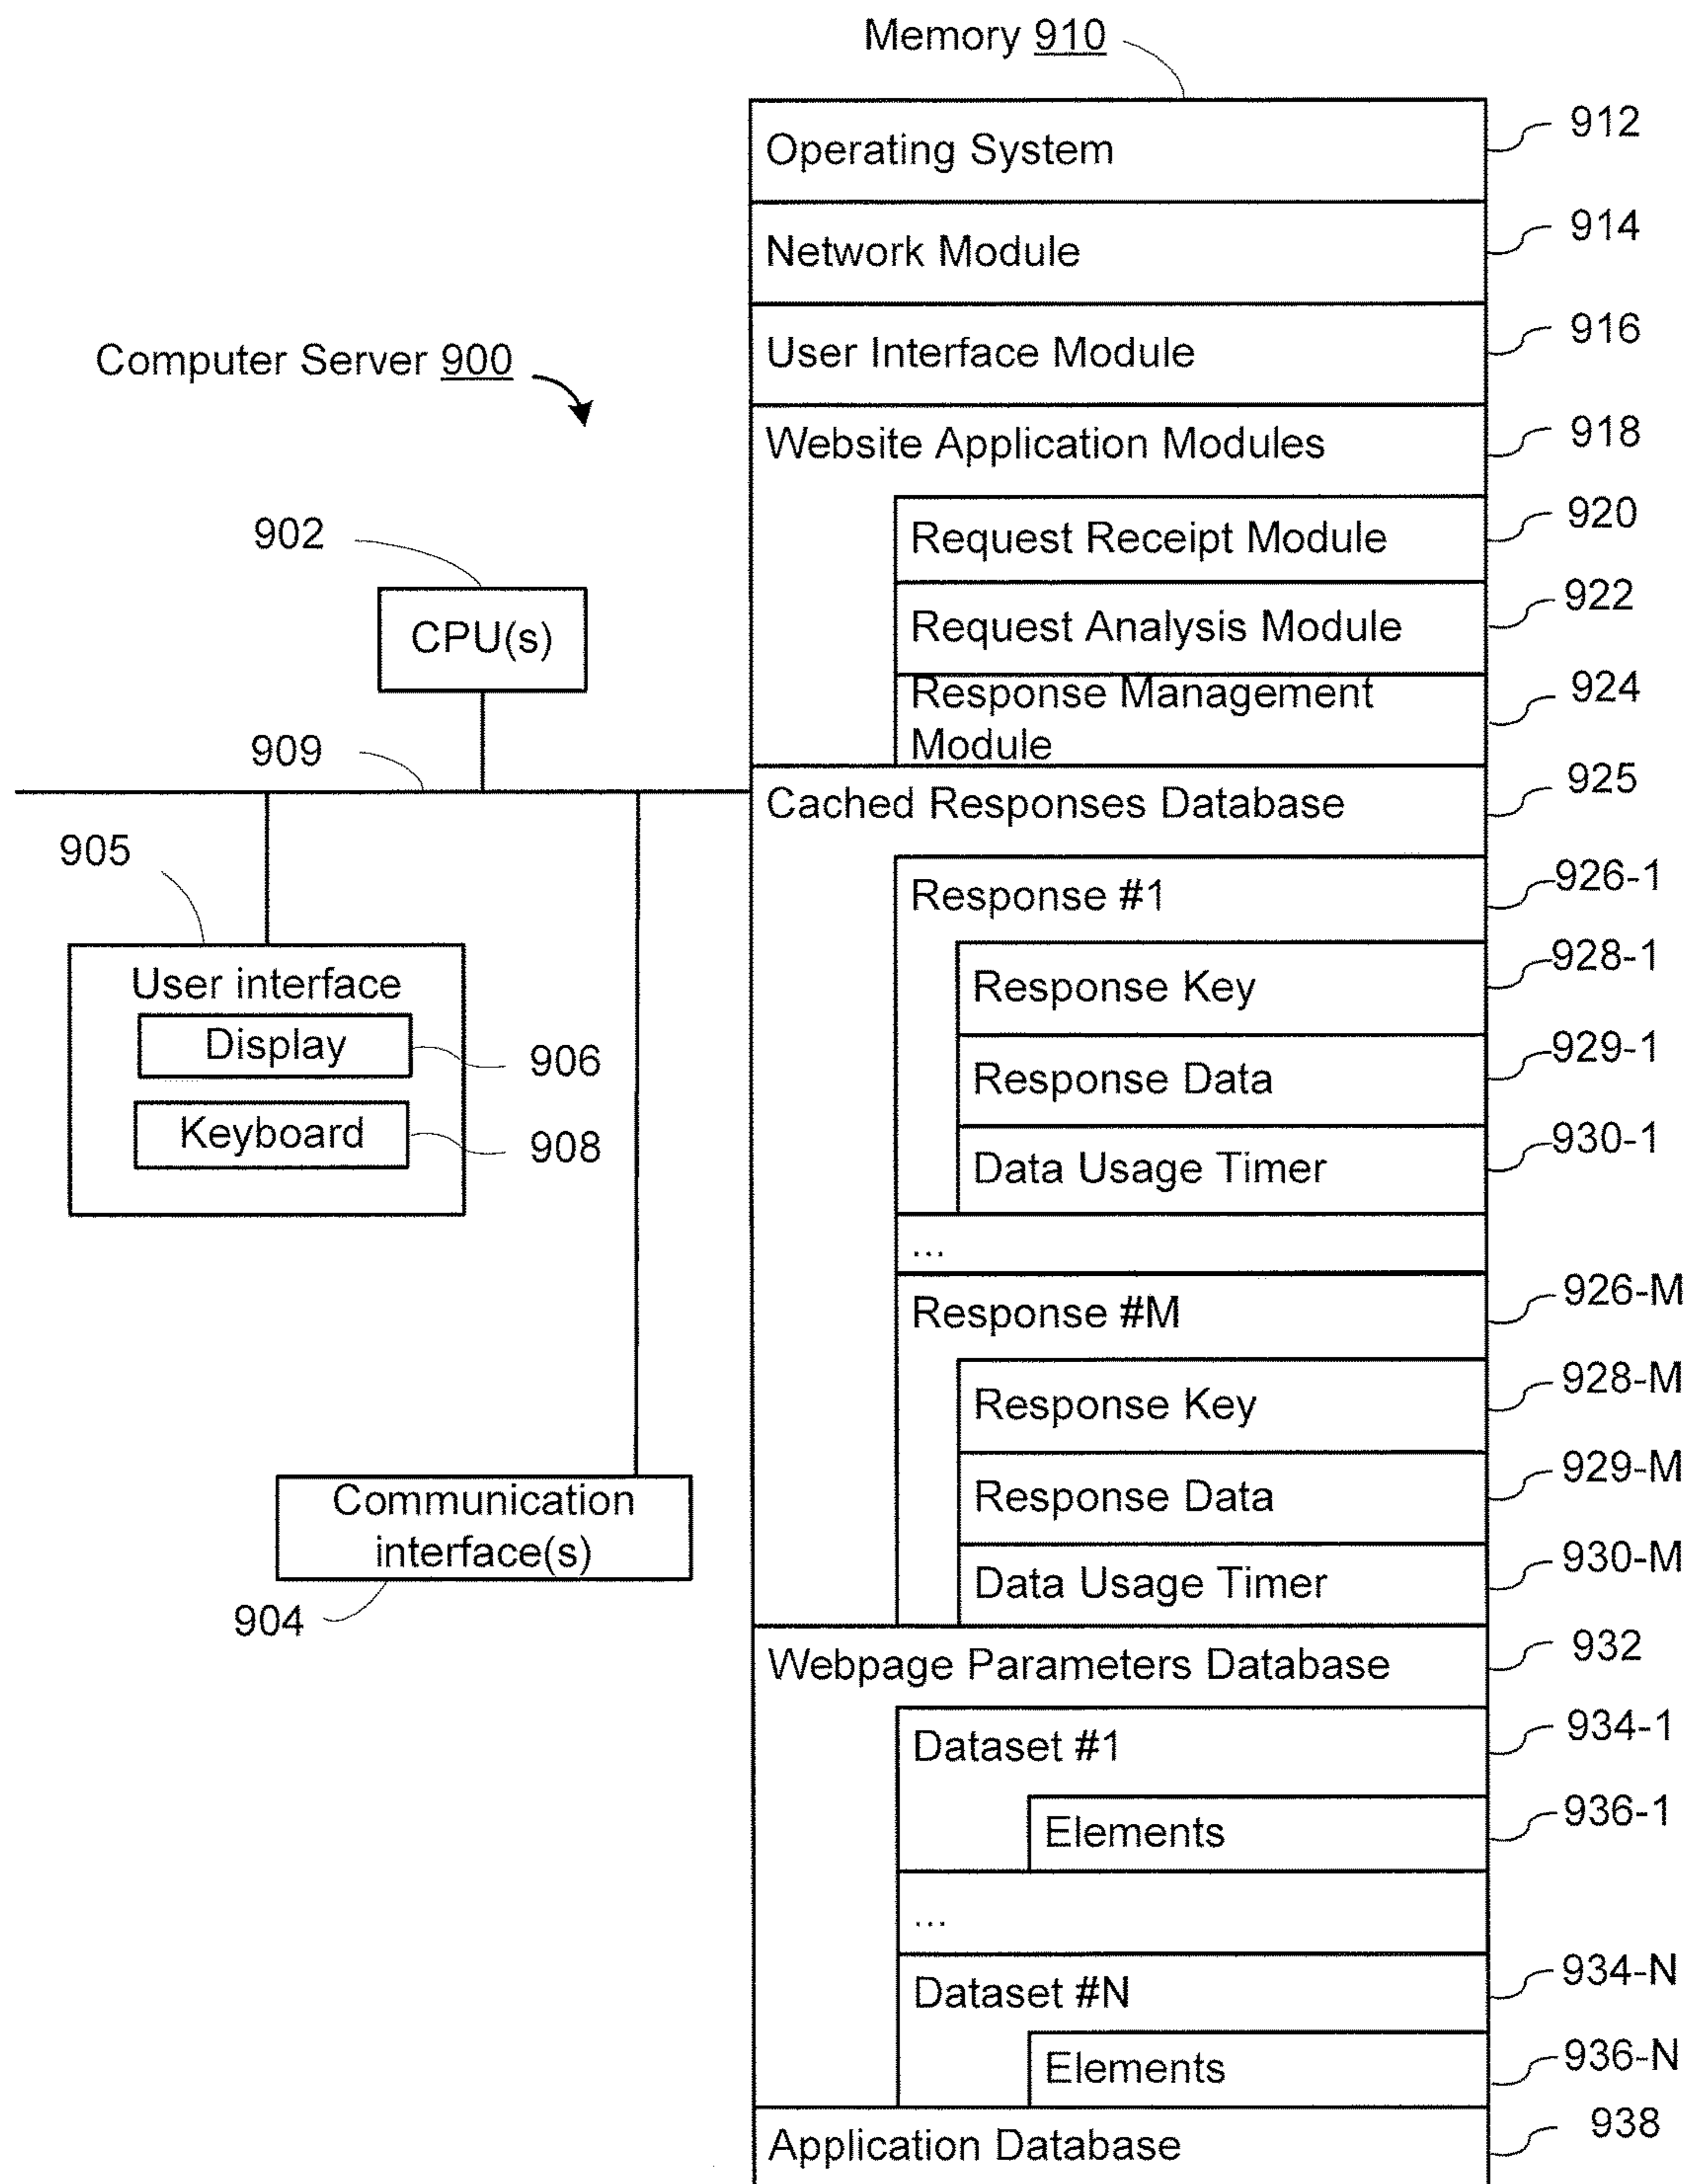 Memory 910
Operating System 912
Network Module 914
User Interface Module 916
Computer Server 900
Website Application Modules 918
Request Receipt Module 920
902
CPU(s)
Request Analysis Module 922
Response Management 924
Module
909
Cached Responses Database 925
905
Response #1 926-1
User interface
Display 906
Keyboard 908
Response Key 928-1
Response Data 929-1
Data Usage Timer 930-1
...
Response #M 926-M
Response Key 928-M
Communication
interface(s)
904
Response Data 929-M
Data Usage Timer 930-M
Webpage Parameters Database 932
Dataset #1 934-1
Elements 936-1
...
Dataset #N 934-N
Elements 936-N
Application Database 938